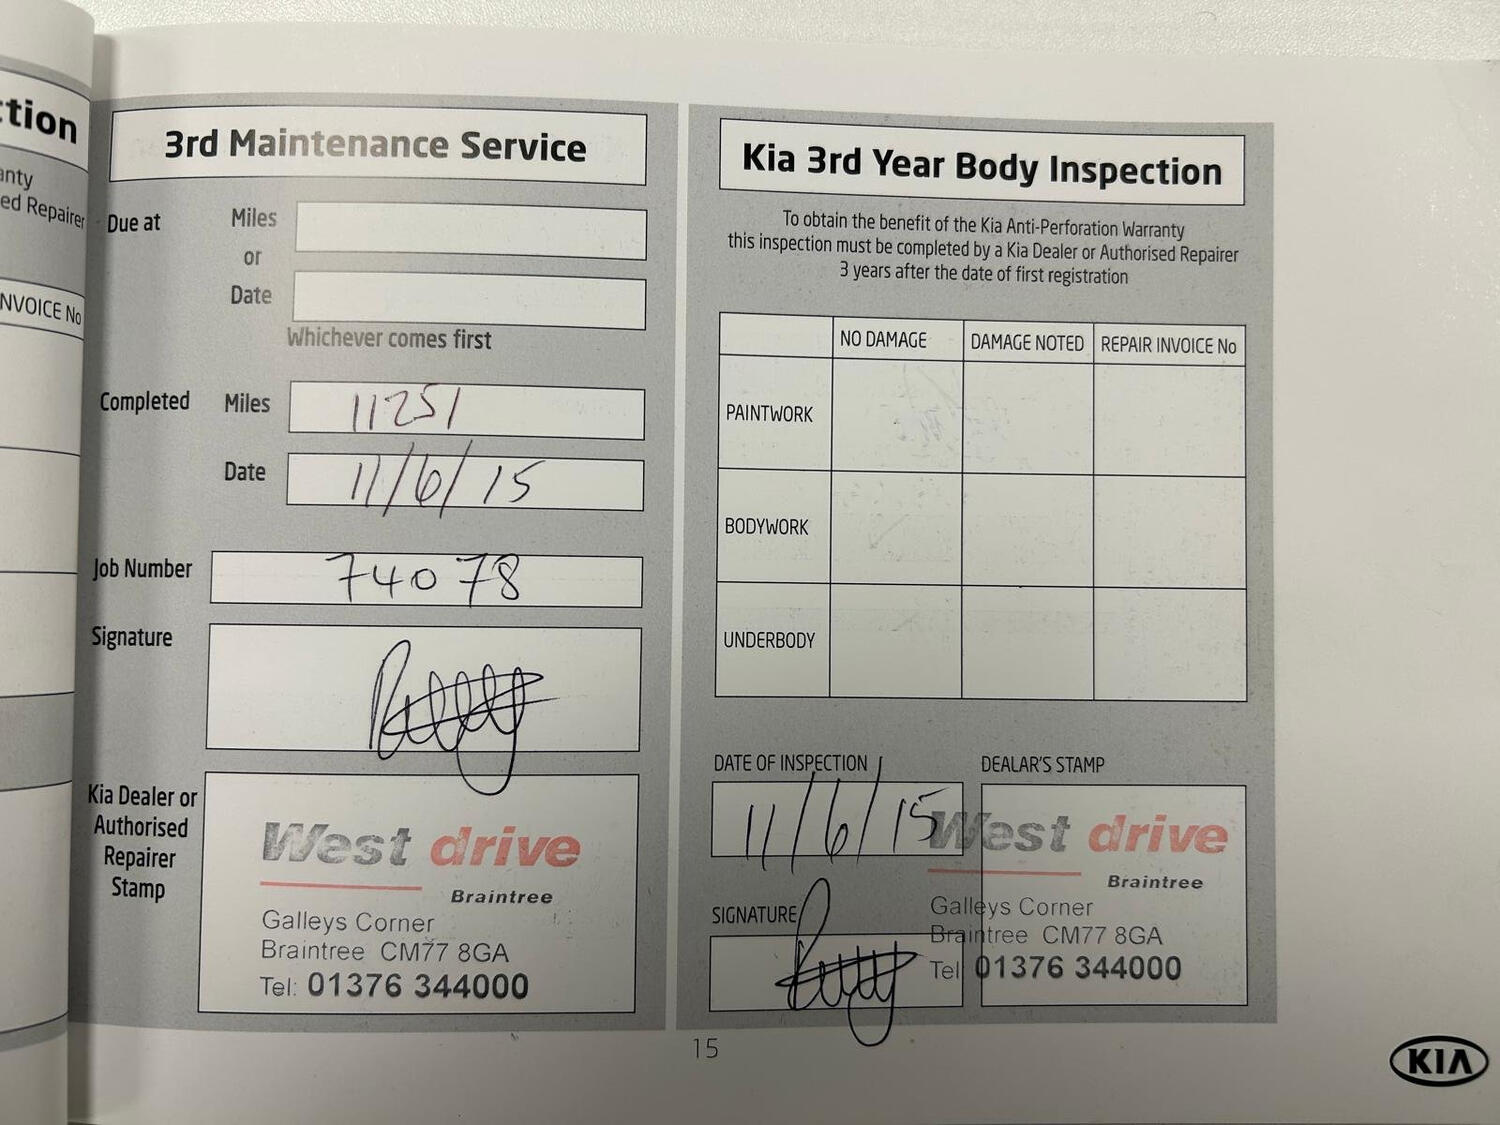 ction
anty
ed Repairer
NVOICE No
3rd Maintenance Service
Due at
Miles
or
Date
Whichever comes first
Completed
Miles 11251
Date 11/6/15
Job Number 74078
Signature
Kia Dealer or
Authorised
Repairer
Stamp
West drive
Braintree
Galleys Corner
Braintree CM77 8GA
Tel: 01376 344000
Kia 3rd Year Body Inspection
To obtain the benefit of the Kia Anti-Perforation Warranty
this inspection must be completed by a Kia Dealer or Authorised Repairer
3 years after the date of first registration
NO DAMAGE DAMAGE NOTED REPAIR INVOICE No
PAINTWORK
BODYWORK
UNDERBODY
DATE OF INSPECTION
11/6/15
SIGNATURE
DEALAR'S STAMP
West drive
Braintree
Galleys Corner
Braintree CM77 8GA
Tel 01376 344000
15
KIA